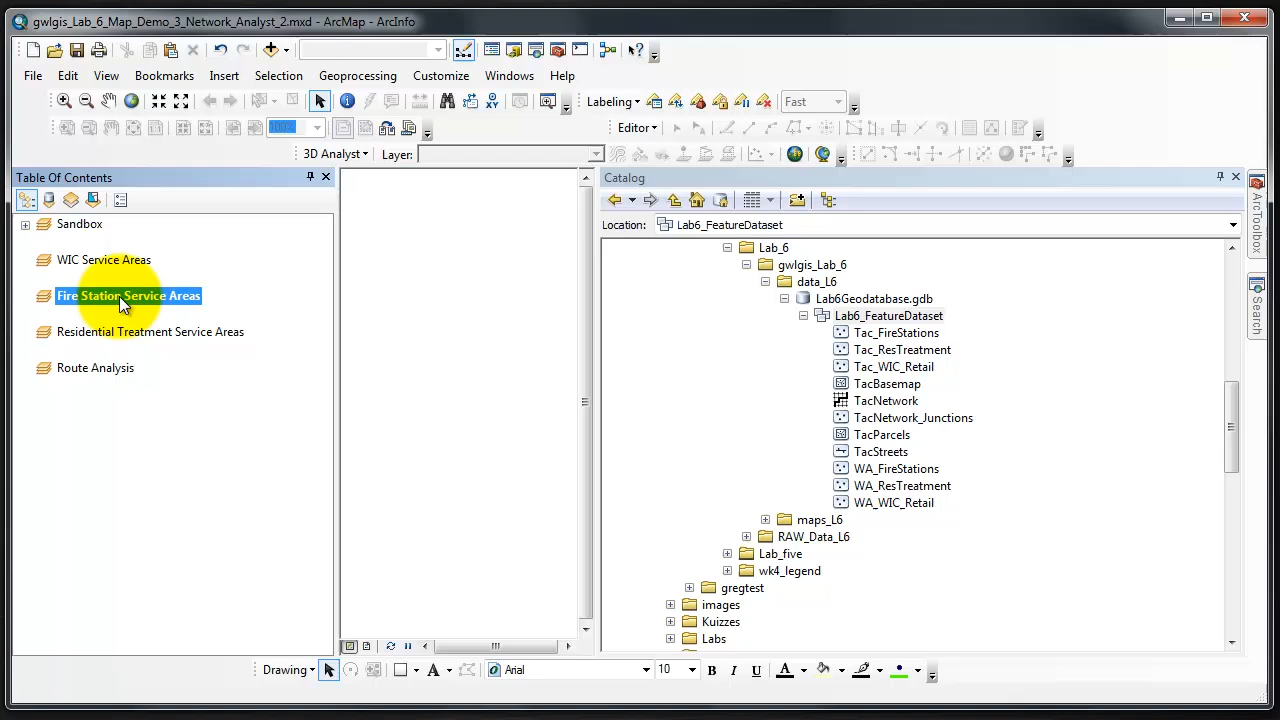 gwlgis_Lab_6_Map_Demo_3_Network_Analyst_2.mxd - ArcMap - ArcInfo
File Edit View Bookmarks Insert Selection Geoprocessing Customize Windows Help
Labeling Fast
100% Editor
3D Analyst Layer:
Table Of Contents
Sandbox
WIC Service Areas
Fire Station Service Areas
Residential Treatment Service Areas
Route Analysis
Catalog
Location: Lab6_FeatureDataset
Lab_6
gwlgis_Lab_6
data_L6
Lab6Geodatabase.gdb
Lab6_FeatureDataset
Tac_FireStations
Tac_ResTreatment
Tac_WIC_Retail
TacBasemap
TacNetwork
TacNetwork_Junctions
TacParcels
TacStreets
WA_FireStations
WA_ResTreatment
WA_WIC_Retail
maps_L6
RAW_Data_L6
Lab_five
wk4_legend
gregtest
images
Kuizzes
Labs
ArcToolbox
Search
Drawing A Arial 10 B I U A